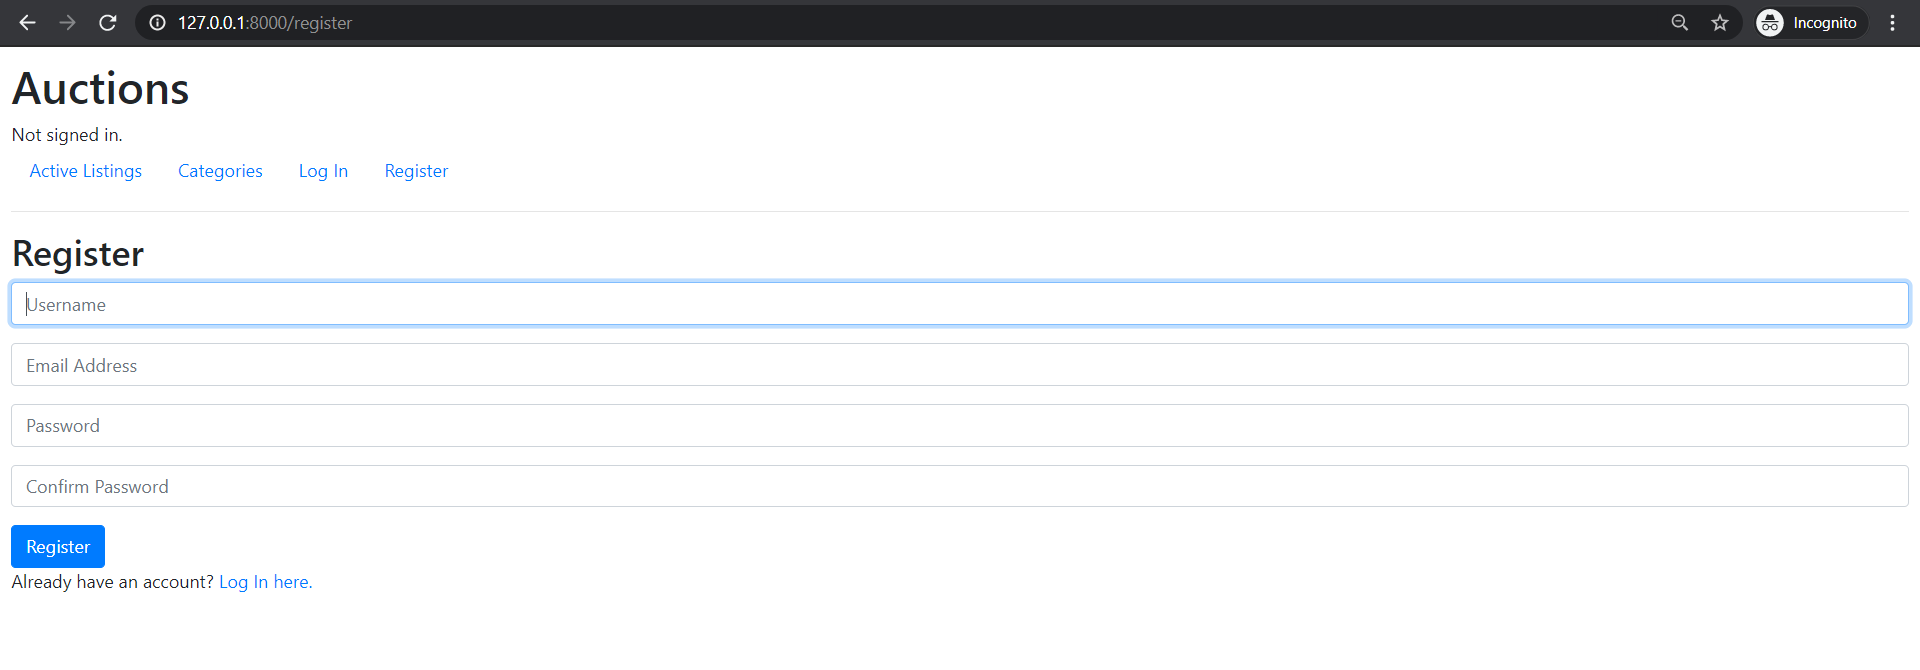 127.0.0.1:8000/register
Incognito
Auctions
Not signed in.
Active Listings Categories Log In Register
Register
Username
Email Address
Password
Confirm Password
Register
Already have an account? Log In here.